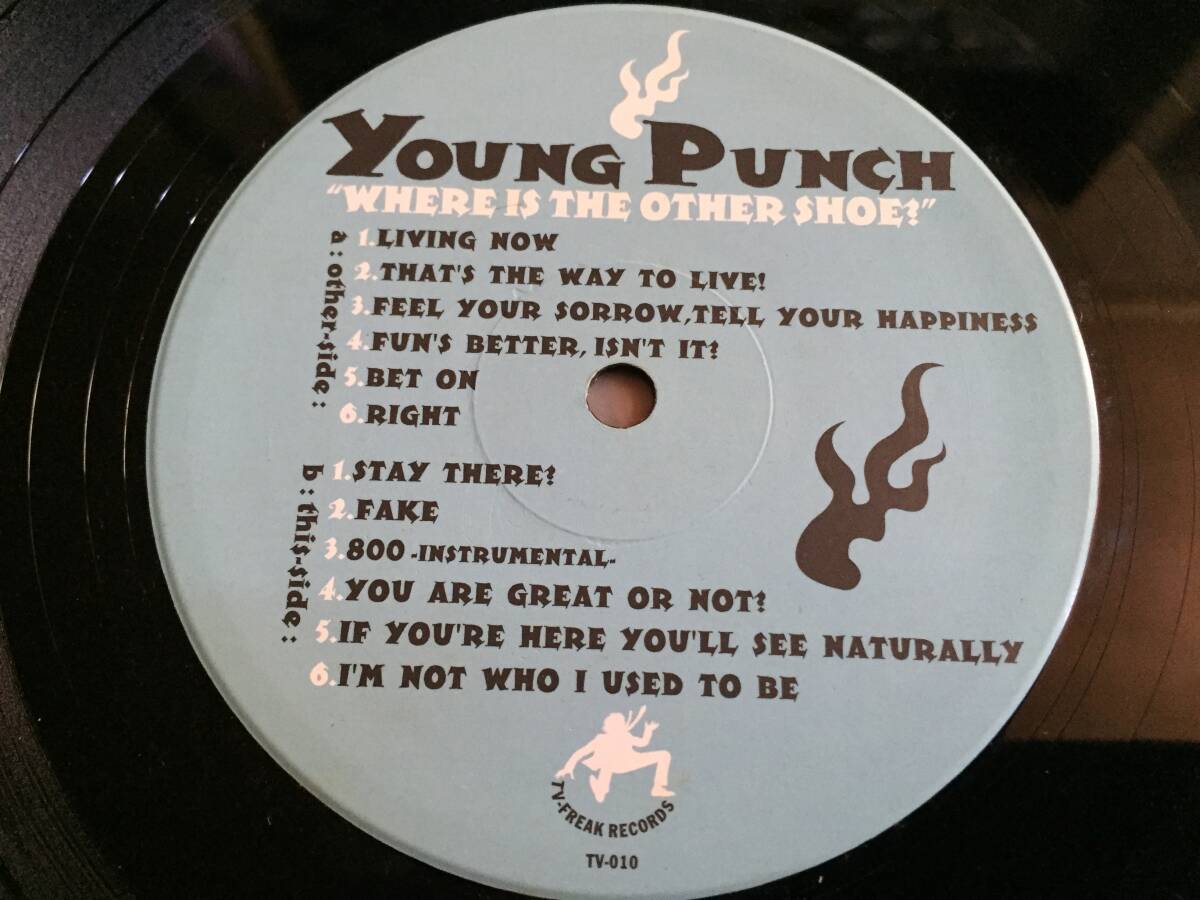 YOUNG PUNCH
"WHERE IS THE OTHER SHOE?"
a: other-side:
1.LIVING NOW
2.THAT'S THE WAY TO LIVE!
3.FEEL YOUR SORROW,TELL YOUR HAPPINESS
4.FUN'S BETTER, ISN'T IT?
5.BET ON
6.RIGHT
b: this-side:
1.STAY THERE?
2.FAKE
3.800 -INSTRUMENTAL-
4.YOU ARE GREAT OR NOT?
5.IF YOU'RE HERE YOU'LL SEE NATURALLY
6.I'M NOT WHO I USED TO BE
TV-FREAK RECORDS
TV-010